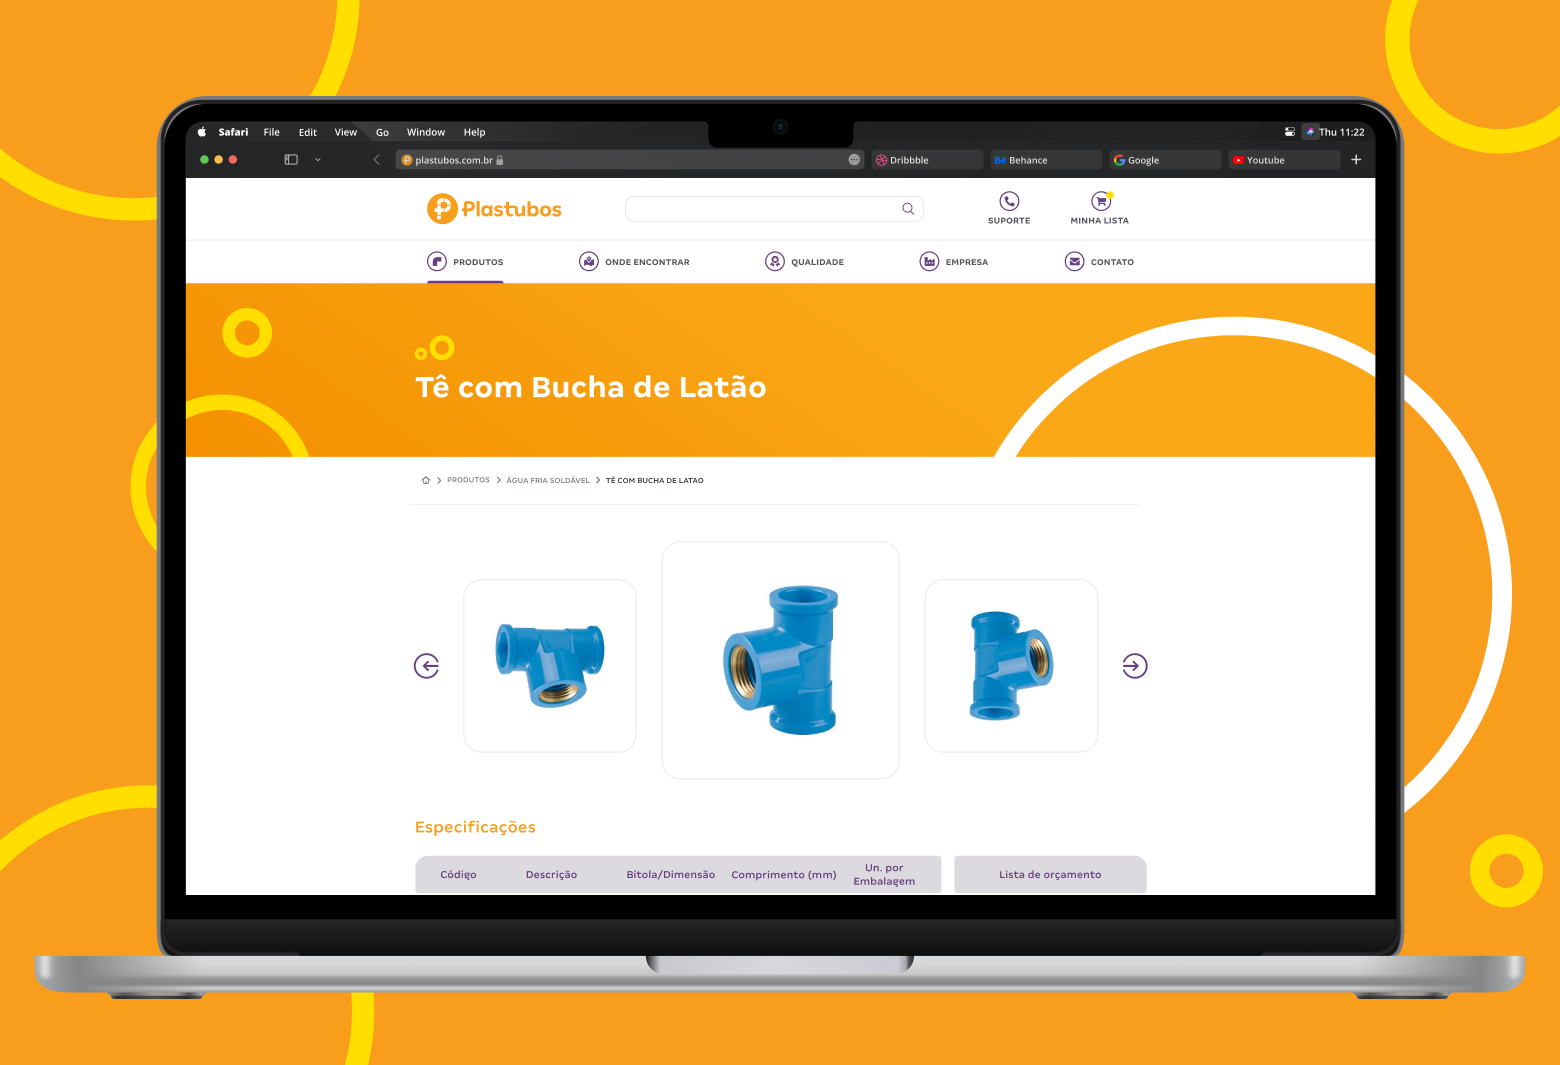 Safari File Edit View Go Window Help
Thu 11:22
plastubos.com.br
Dribbble
Bē Behance
Google
Youtube
Plastubos
SUPORTE
MINHA LISTA
PRODUTOS
ONDE ENCONTRAR
QUALIDADE
EMPRESA
CONTATO
Tê com Bucha de Latão
PRODUTOS > ÁGUA FRIA SOLDÁVEL > TÊ COM BUCHA DE LATAO
Especificações
Código
Descrição
Bitola/Dimensão
Comprimento (mm)
Un. por
Embalagem
Lista de orçamento